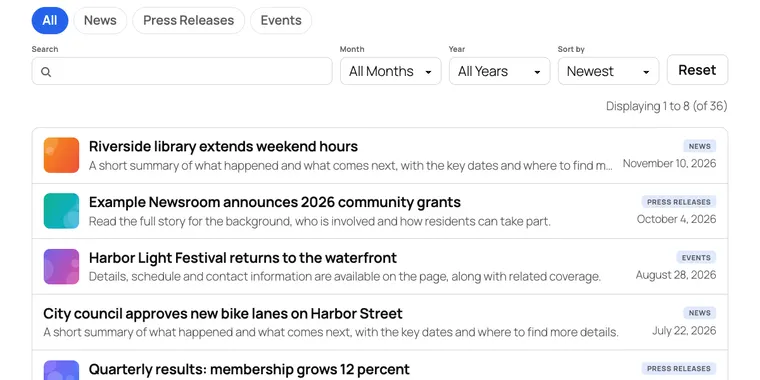 All News Press Releases Events
Search Month Year Sort by
All Months All Years Newest Reset
Displaying 1 to 8 (of 36)
Riverside library extends weekend hours NEWS
A short summary of what happened and what comes next, with the key dates and where to find m... November 10, 2026
Example Newsroom announces 2026 community grants PRESS RELEASES
Read the full story for the background, who is involved and how residents can take part. October 4, 2026
Harbor Light Festival returns to the waterfront EVENTS
Details, schedule and contact information are available on the page, along with related coverage. August 28, 2026
City council approves new bike lanes on Harbor Street NEWS
A short summary of what happened and what comes next, with the key dates and where to find more details. July 22, 2026
Quarterly results: membership grows 12 percent PRESS RELEASES